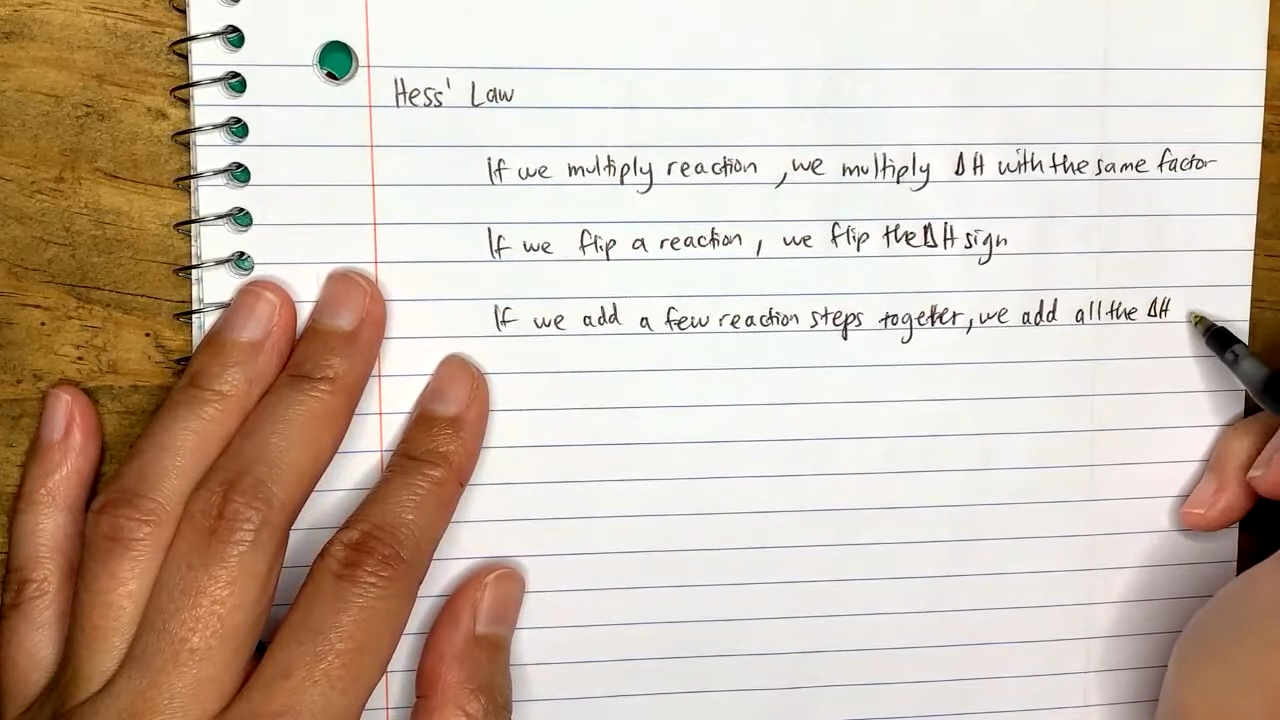 Hess' Law
If we multiply reaction, we multiply ΔH with the same factor
If we flip a reaction, we flip the ΔH sign
If we add a few reaction steps together, we add all the ΔH